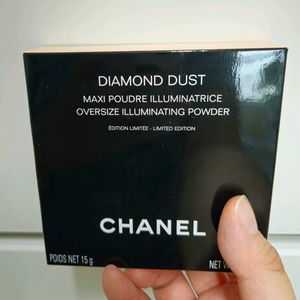 DIAMOND DUST
MAXI POUDRE ILLUMINATRICE
OVERSIZE ILLUMINATING POWDER
ÉDITION LIMITÉE - LIMITED EDITION
CHANEL
POIDS NET 15 g
NET